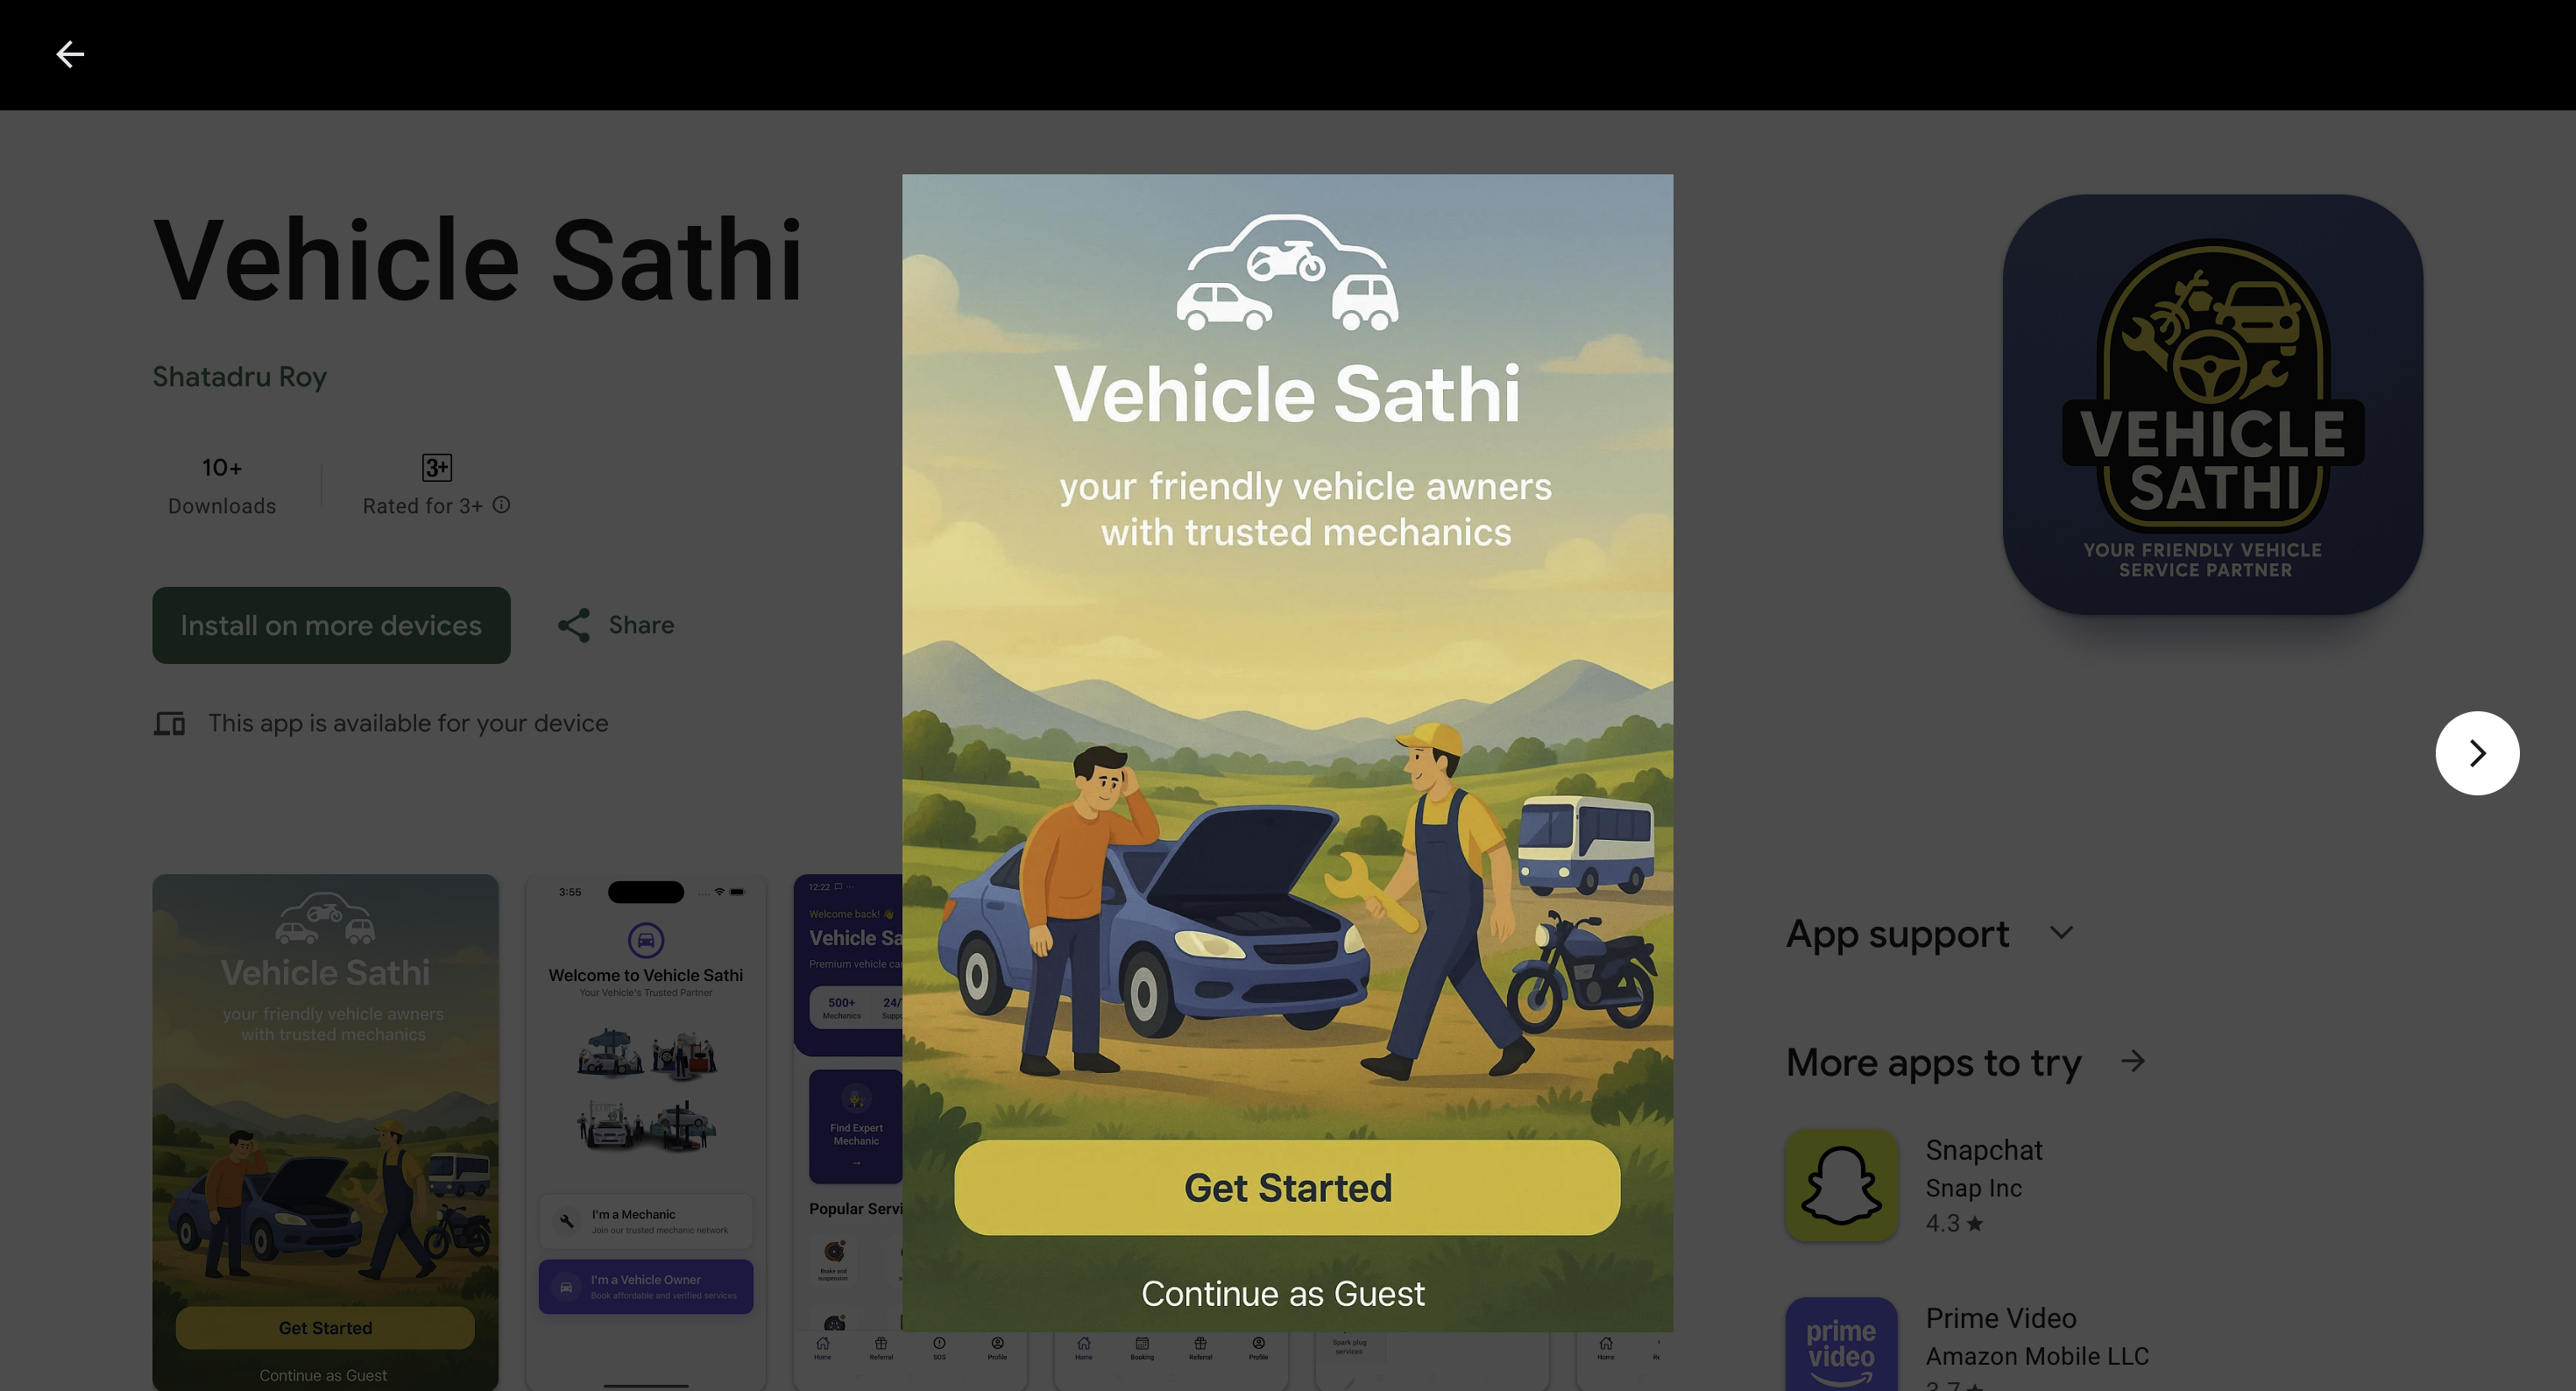 Vehicle Sathi
Shatadru Roy
10+
Downloads
3+
Rated for 3+
Install on more devices
Share
This app is available for your device
Vehicle Sathi
your friendly vehicle awners
with trusted mechanics
Get Started
Continue as Guest
VEHICLE
SATHI
YOUR FRIENDLY VEHICLE
SERVICE PARTNER
Vehicle Sathi
your friendly vehicle awners
with trusted mechanics
Get Started
Continue as Guest
3:55
Welcome to Vehicle Sathi
Your Vehicle's Trusted Partner
I'm a Mechanic
Join our trusted mechanic network
I'm a Vehicle Owner
Book affordable and verified services
12:22
Welcome back!
Vehicle Sa
Premium vehicle ca
500+
Mechanics
24/
Supp
Find Expert
Mechanic
Popular Servi
Brake and
suspension
Home
Referral
SOS
Profile
Home
Booking
Referral
Profile
Spark plug
services
Home
App support
More apps to try
Snapchat
Snap Inc
4.3
prime
video
Prime Video
Amazon Mobile LLC
3.7